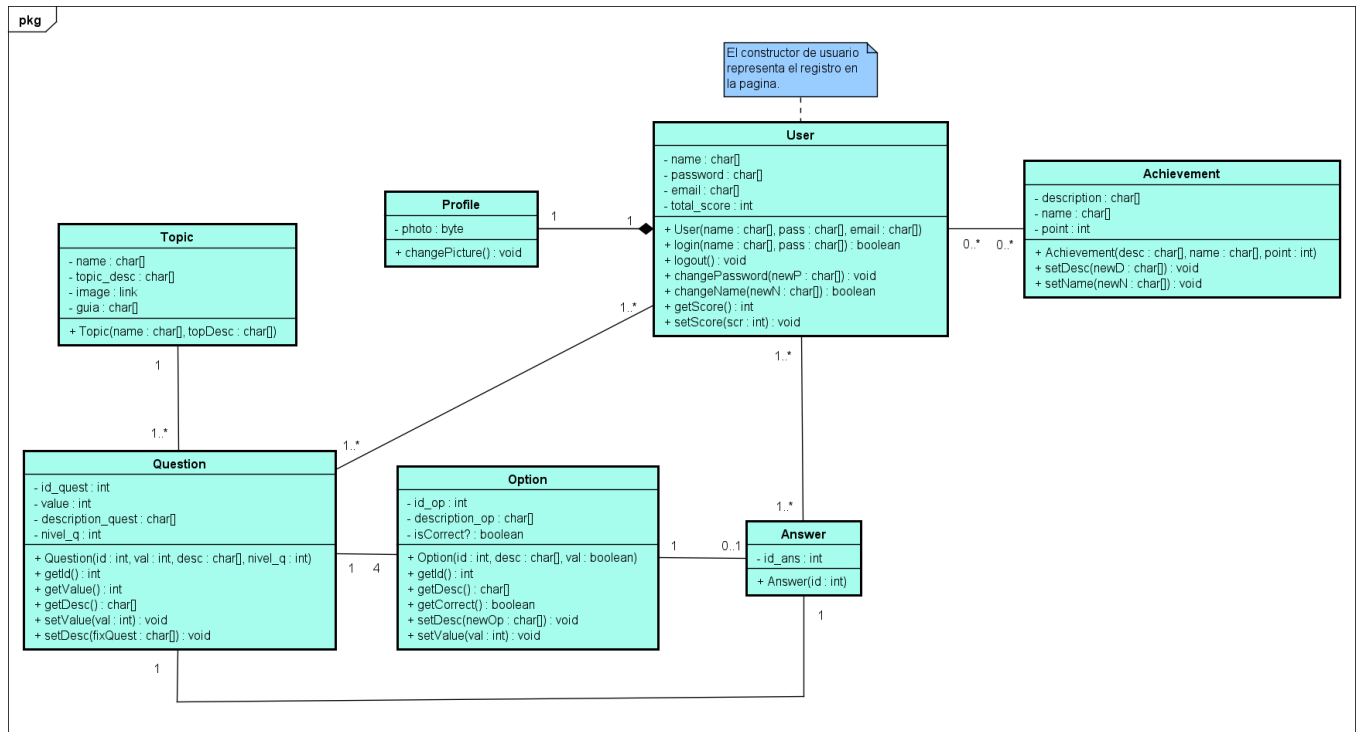 pkg
El constructor de usuario
representa el registro en
la pagina.
User
- name : char[]
- password : char[]
- email : char[]
- total_score : int
+ User(name : char[], pass : char[], email : char[])
+ login(name : char[], pass : char[]) : boolean
+ logout() : void
+ changePassword(newP : char[]) : void
+ changeName(newN : char[]) : boolean
+ getScore() : int
+ setScore(scr : int) : void
Achievement
- description : char[]
- name : char[]
- point : int
+ Achievement(desc : char[], name : char[], point : int)
+ setDesc(newD : char[]) : void
+ setName(newN : char[]) : void
0..* 0..*
Profile
- photo : byte
+ changePicture() : void
1 1
Topic
- name : char[]
- topic_desc : char[]
- image : link
- guia : char[]
+ Topic(name : char[], topDesc : char[])
1
1..*
1..*
1..*
1..*
1..*
Question
- id_quest : int
- value : int
- description_quest : char[]
- nivel_q : int
+ Question(id : int, val : int, desc : char[], nivel_q : int)
+ getId() : int
+ getValue() : int
+ getDesc() : char[]
+ setValue(val : int) : void
+ setDesc(fixQuest : char[]) : void
1 4
Option
- id_op : int
- description_op : char[]
- isCorrect? : boolean
+ Option(id : int, desc : char[], val : boolean)
+ getId() : int
+ getDesc() : char[]
+ getCorrect() : boolean
+ setDesc(newOp : char[]) : void
+ setValue(val : int) : void
1 0..1
Answer
- id_ans : int
+ Answer(id : int)
1
1